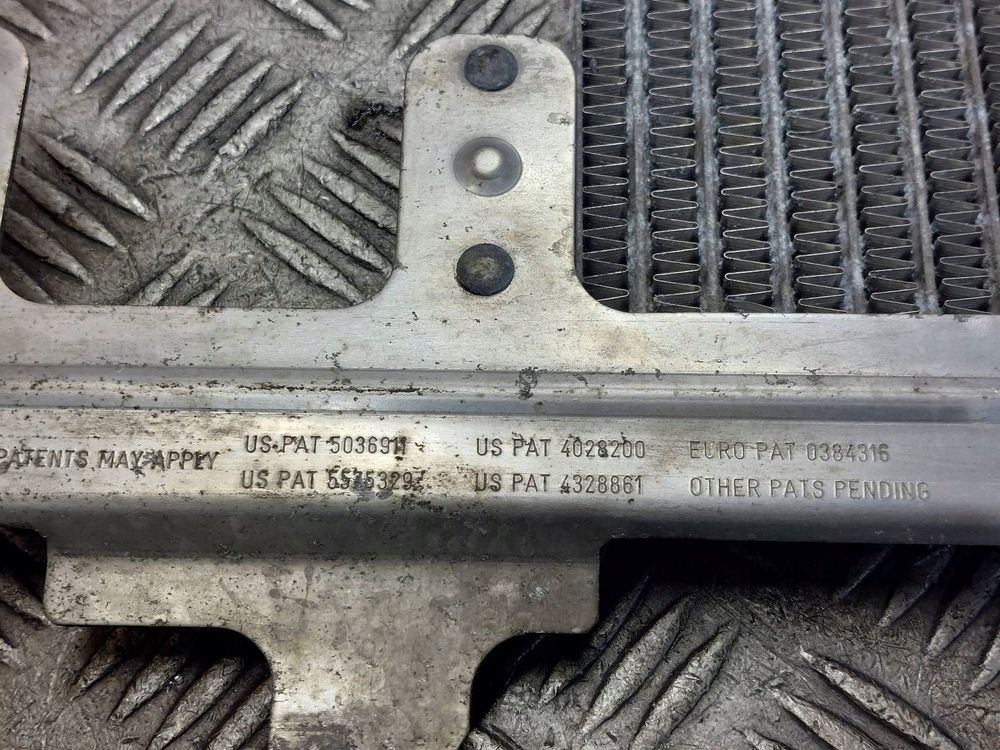 PATENTS MAY APPLY
US PAT 5036911 US PAT 4028200 EURO PAT 0384316
US PAT 5575329 US PAT 4328861 OTHER PATS PENDING